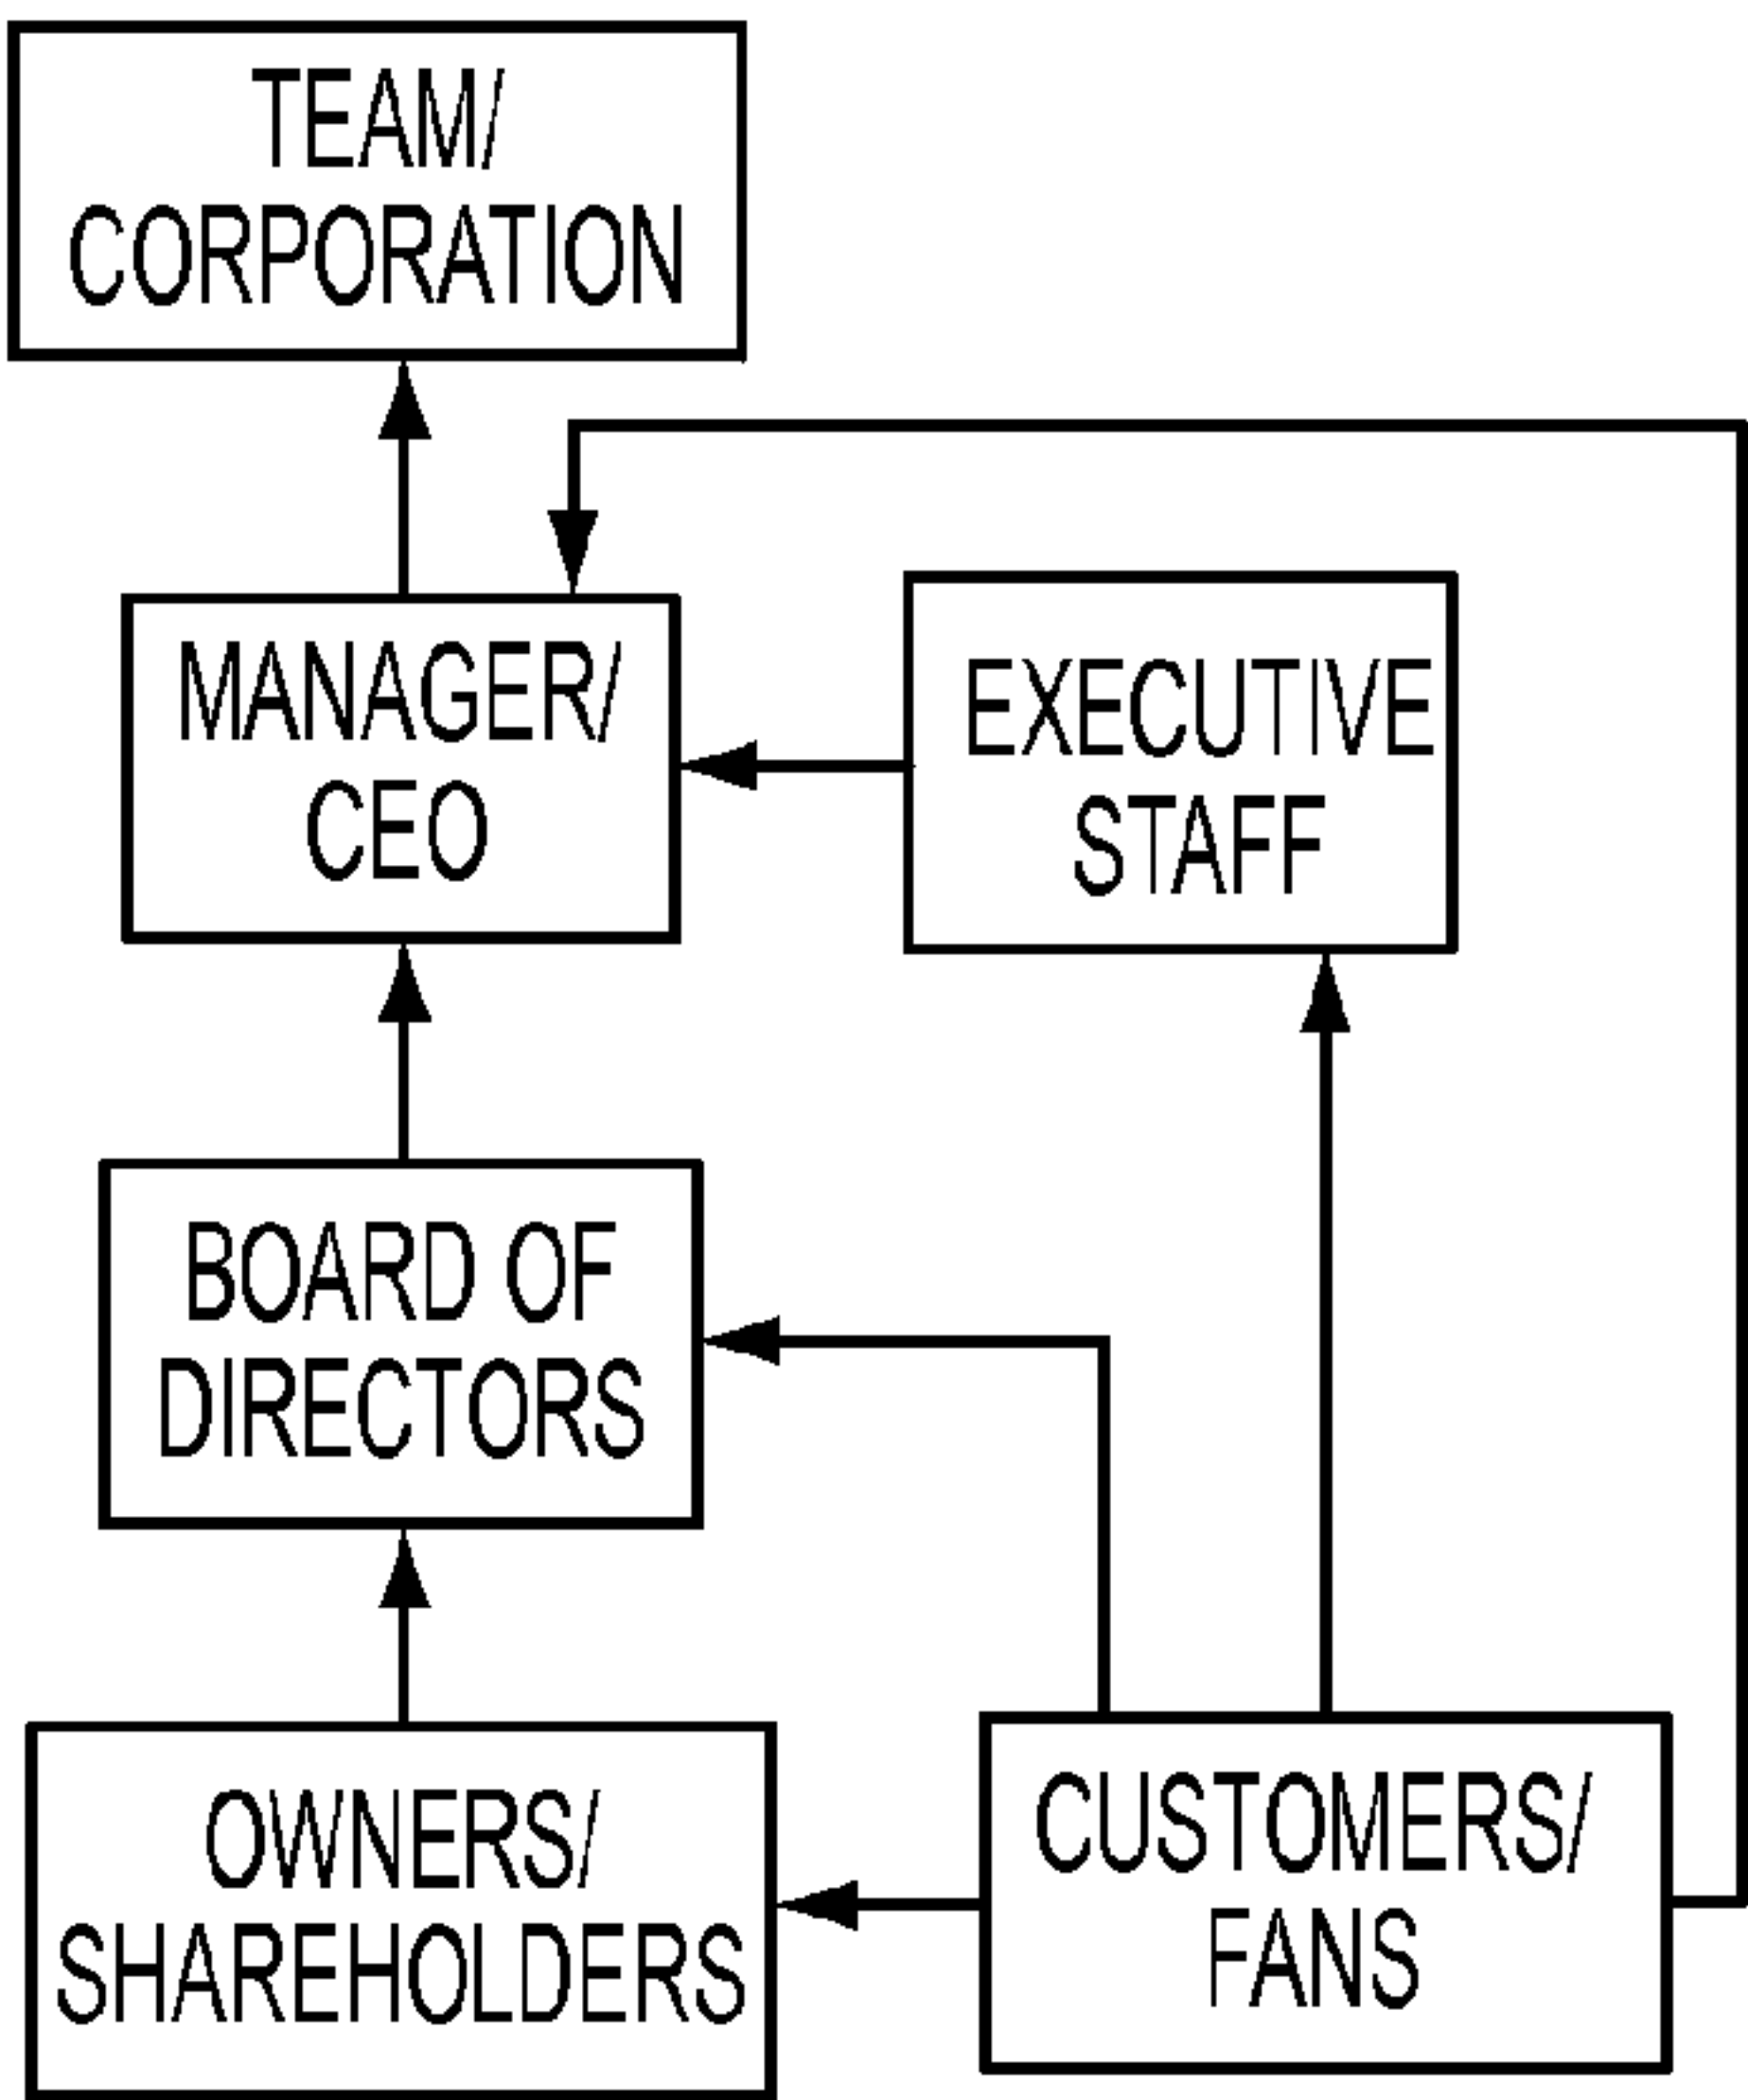 TEAM/
CORPORATION
MANAGER/
CEO
EXECUTIVE
STAFF
BOARD OF
DIRECTORS
OWNERS/
SHAREHOLDERS
CUSTOMERS/
FANS